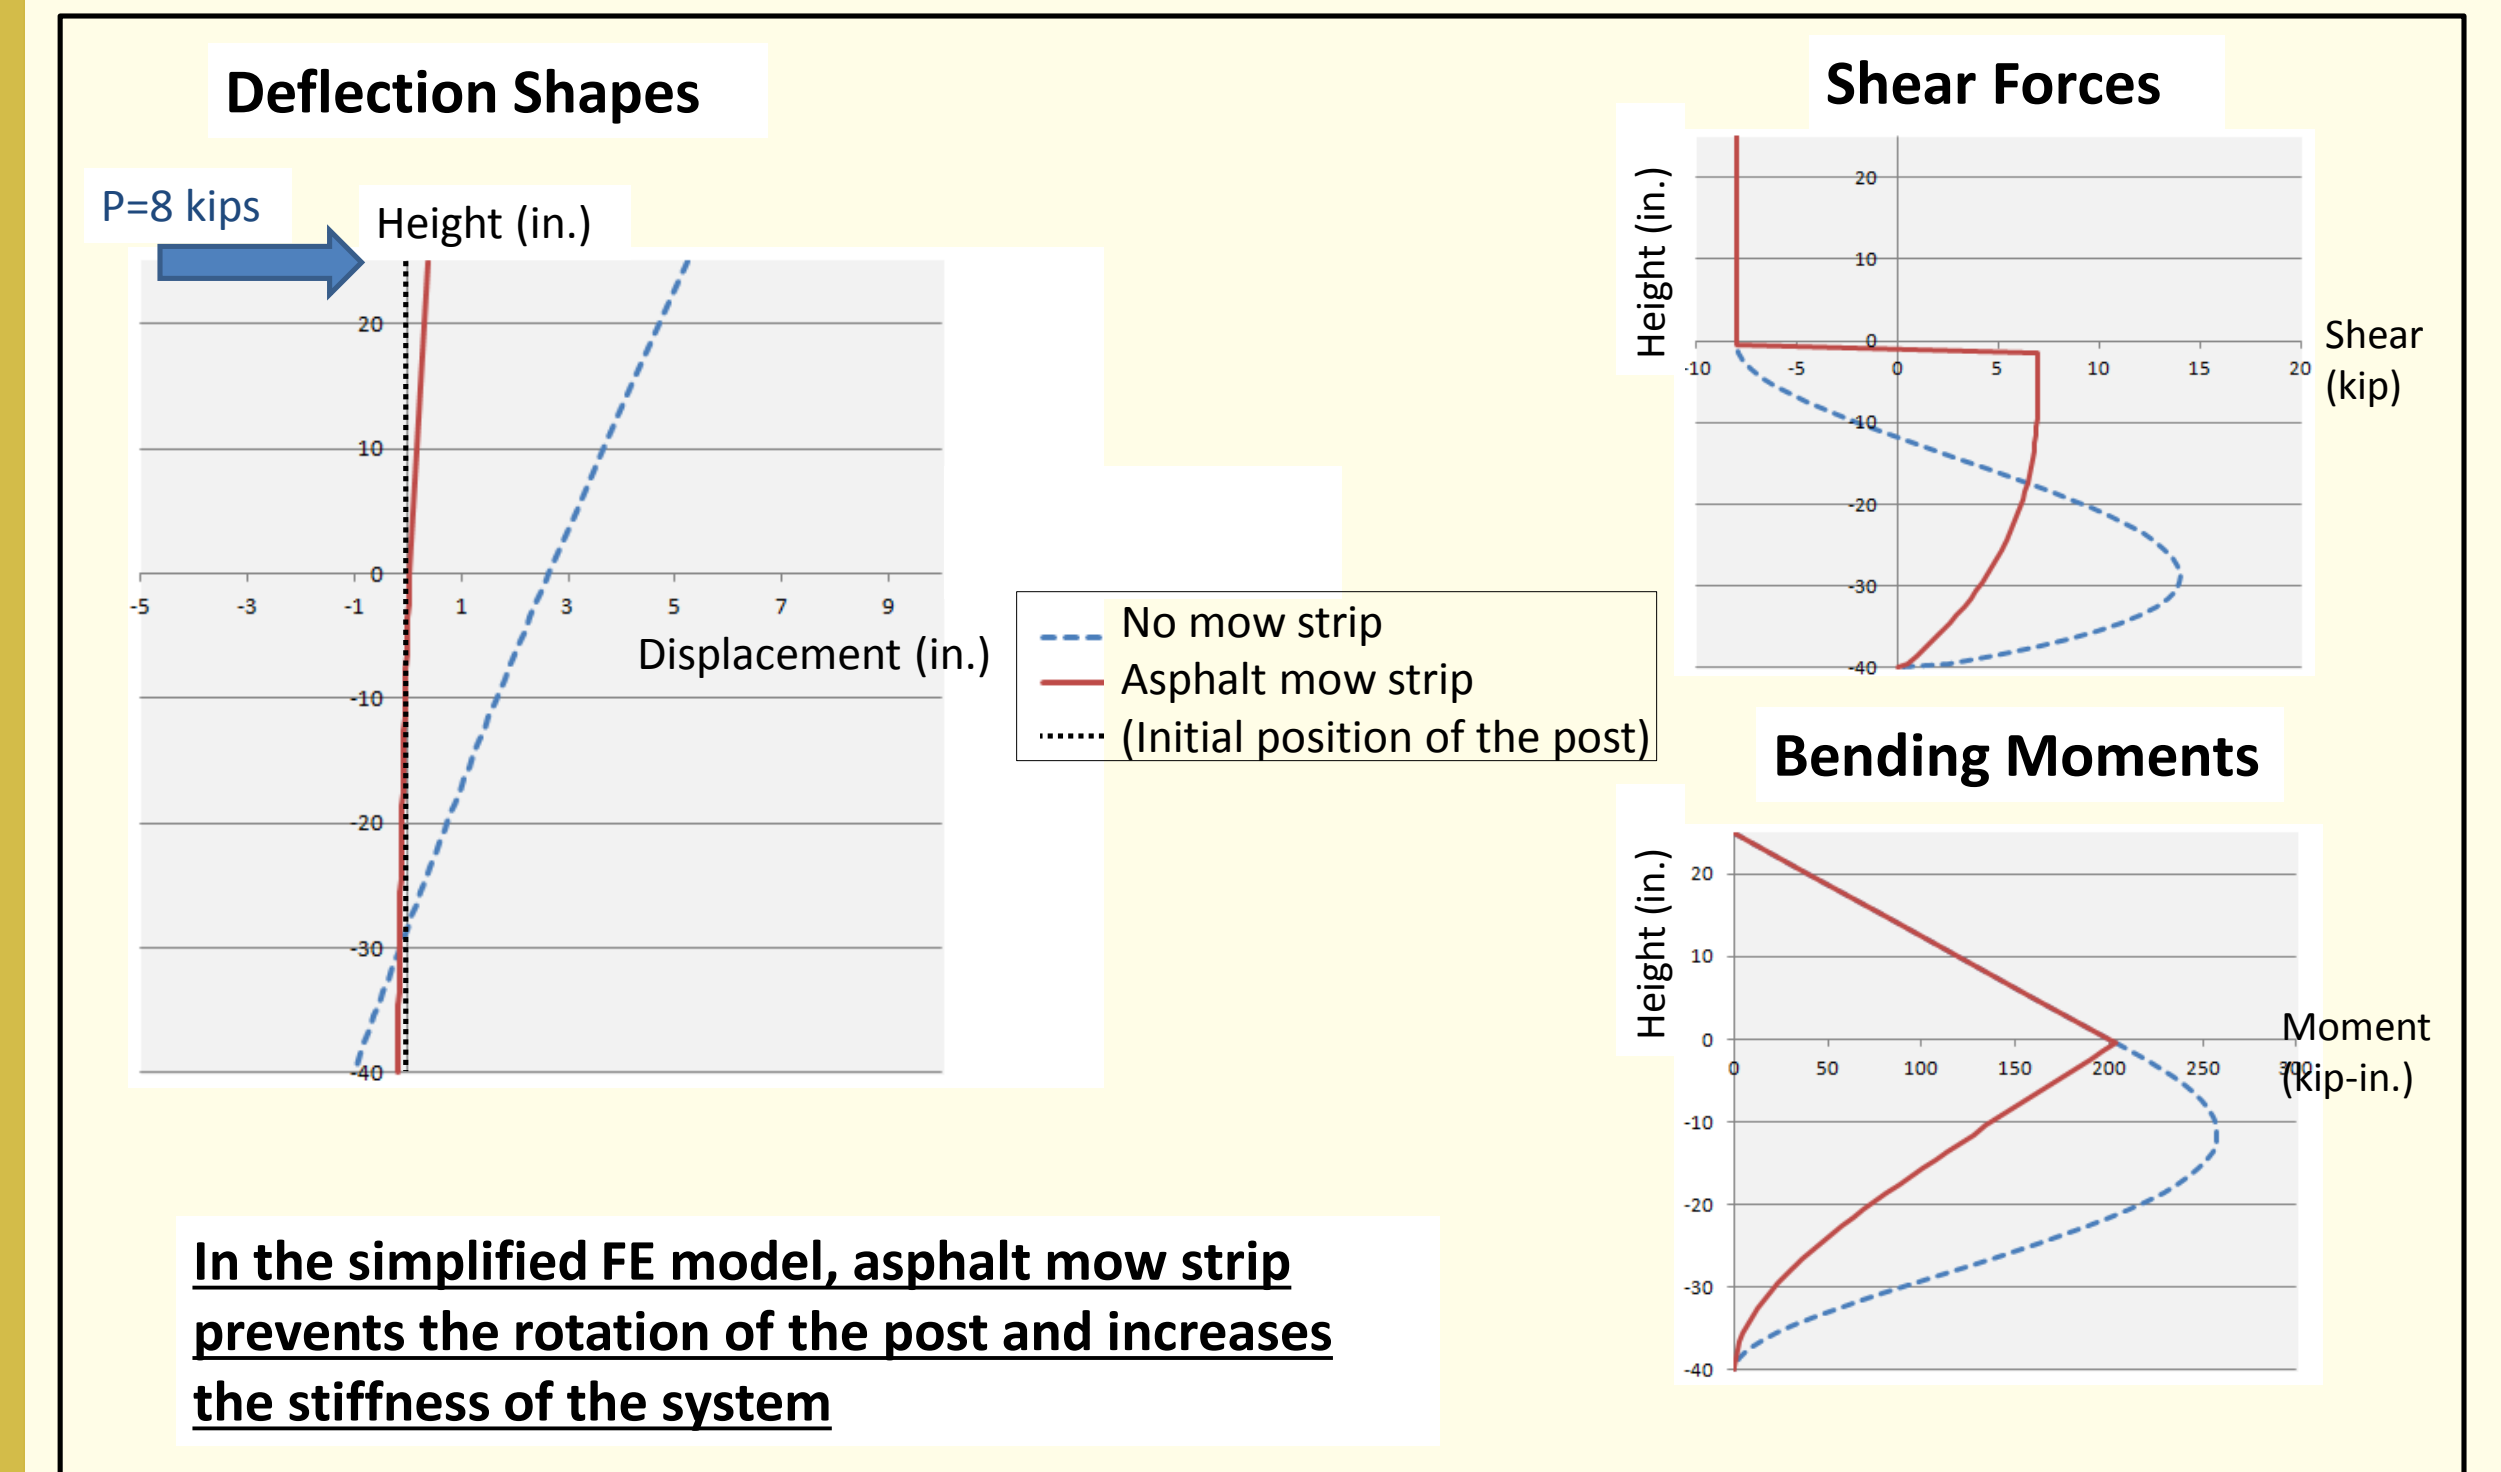 Deflection Shapes
P=8 kips
Height (in.)
20
10
0
-5 -3 -1 1 3 5 7 9
Displacement (in.)
-10
-20
-30
-40
No mow strip
Asphalt mow strip
(Initial position of the post)
Shear Forces
Height (in.)
20
10
0
-10 -5 0 5 10 15 20
Shear
(kip)
-10
-20
-30
-40
Bending Moments
Height (in.)
20
10
0
0 50 100 150 200 250 300
Moment
(kip-in.)
-10
-20
-30
-40
In the simplified FE model, asphalt mow strip
prevents the rotation of the post and increases
the stiffness of the system